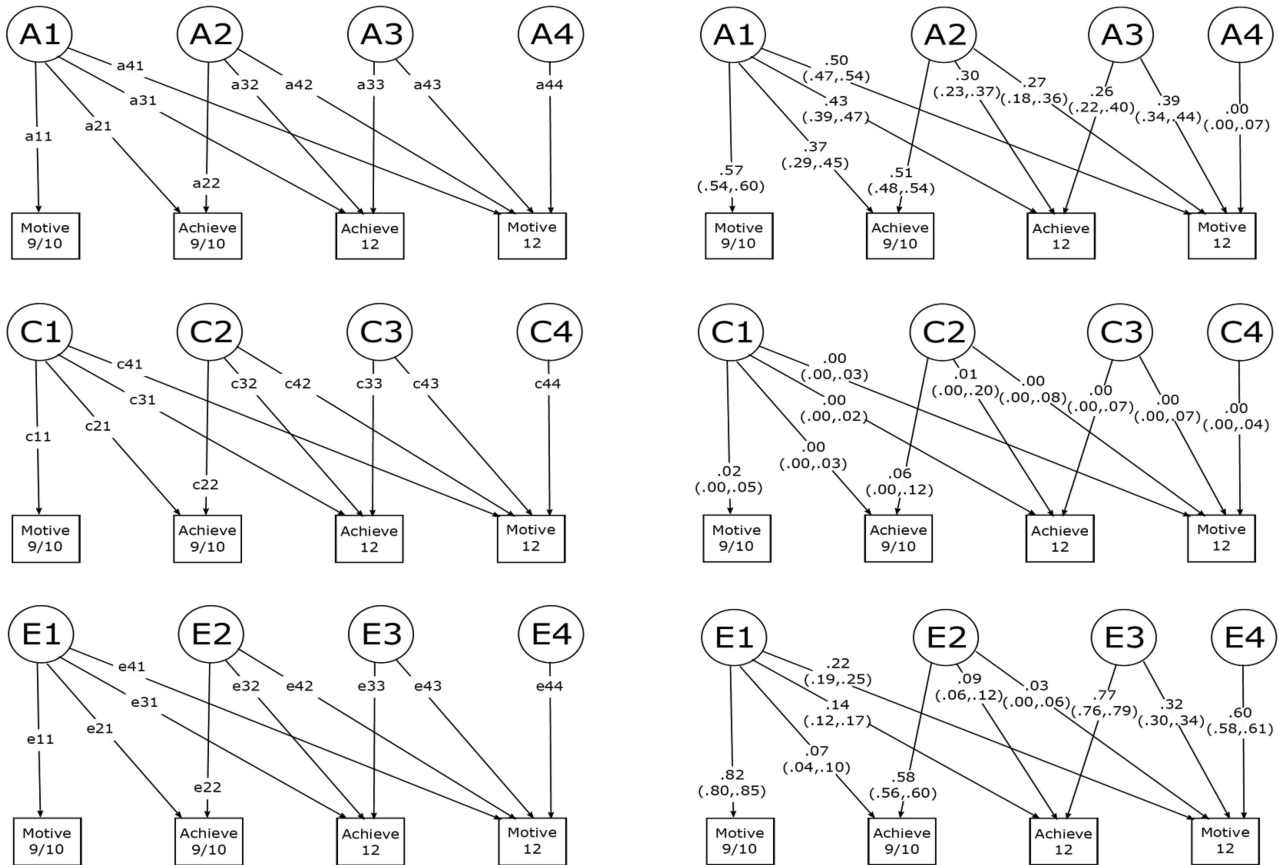 A1 A2 A3 A4
a41
a31
a32
a42
a33
a43
a44
a11
a21
a22
Motive
9/10
Achieve
9/10
Achieve
12
Motive
12
A1 A2 A3 A4
.50
(.47,.54)
.43
(.39,.47)
.30
(.23,.37)
.27
(.18,.36)
.26
(.22,.40)
.39
(.34,.44)
.00
(.00,.07)
.37
(.29,.45)
.57
(.54,.60)
.51
(.48,.54)
Motive
9/10
Achieve
9/10
Achieve
12
Motive
12
C1 C2 C3 C4
c41
c31
c32
c42
c33
c43
c44
c11
c21
c22
Motive
9/10
Achieve
9/10
Achieve
12
Motive
12
C1 C2 C3 C4
.00
(.00,.03)
.00
(.00,.02)
.01
(.00,.20)
.00
(.00,.08)
.00
(.00,.07)
.00
(.00,.07)
.00
(.00,.04)
.00
(.00,.03)
.02
(.00,.05)
.06
(.00,.12)
Motive
9/10
Achieve
9/10
Achieve
12
Motive
12
E1 E2 E3 E4
e41
e31
e32
e42
e33
e43
e44
e11
e21
e22
Motive
9/10
Achieve
9/10
Achieve
12
Motive
12
E1 E2 E3 E4
.22
(.19,.25)
.14
(.12,.17)
.09
(.06,.12)
.03
(.00,.06)
.77
(.76,.79)
.32
(.30,.34)
.60
(.58,.61)
.07
(.04,.10)
.82
(.80,.85)
.58
(.56,.60)
Motive
9/10
Achieve
9/10
Achieve
12
Motive
12